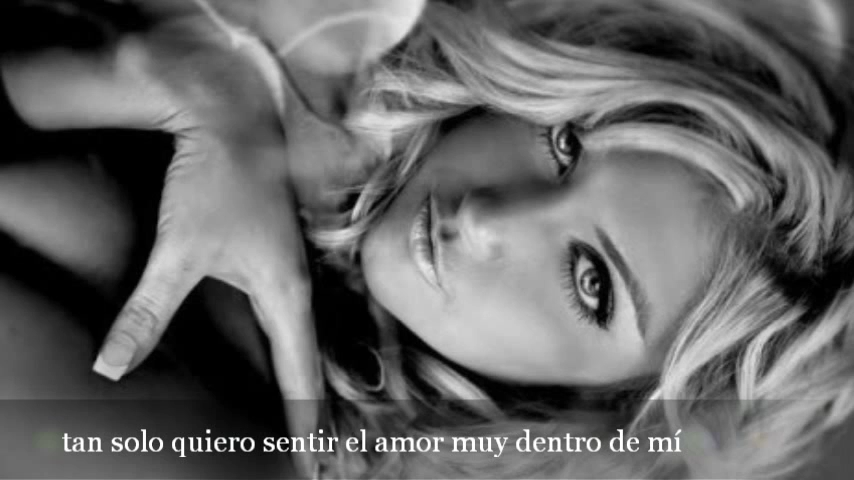 tan solo quiero sentir el amor muy dentro de mí